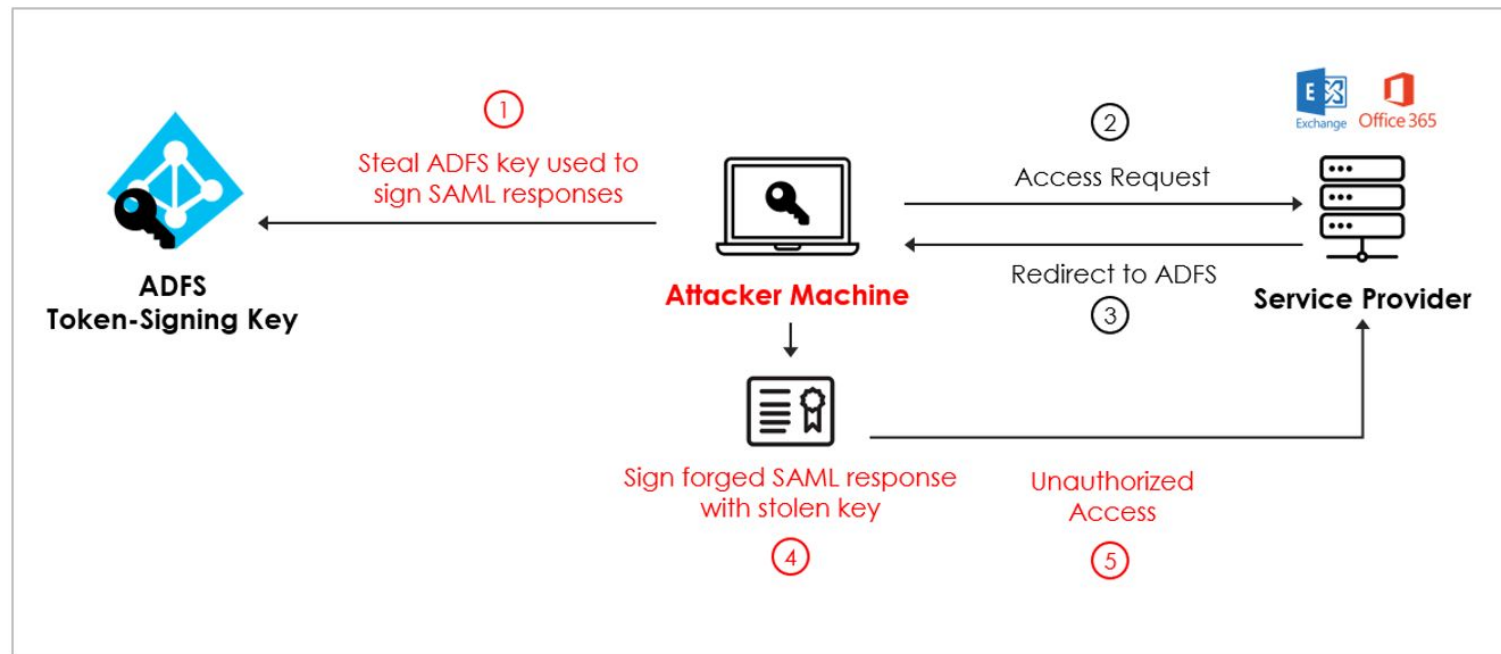 1
Steal ADFS key used to
sign SAML responses
ADFS
Token-Signing Key
Attacker Machine
2
Access Request
Redirect to ADFS
3
E
Exchange
Office 365
Service Provider
Sign forged SAML response
with stolen key
4
Unauthorized
Access
5